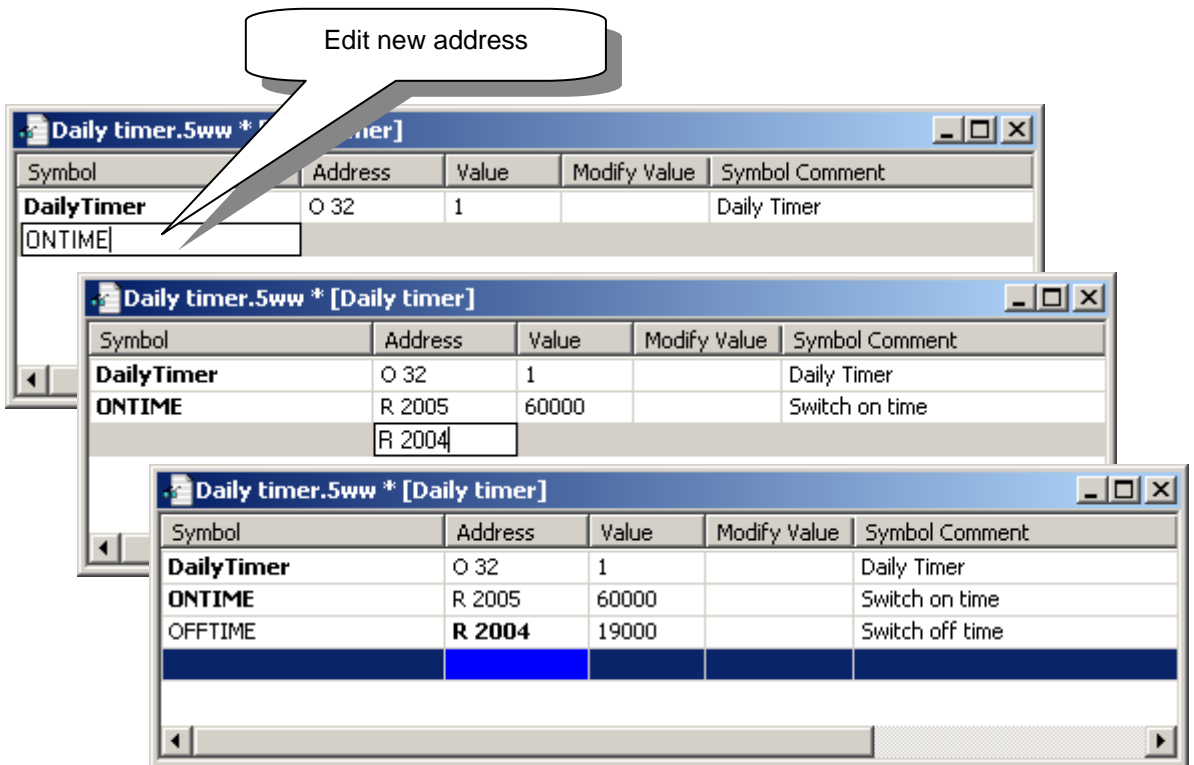 Edit new address
Daily timer.5ww * [ mer]
Symbol Address Value Modify Value Symbol Comment
DailyTimer O 32 1 Daily Timer
ONTIME
Daily timer.5ww * [Daily timer]
Symbol Address Value Modify Value Symbol Comment
DailyTimer O 32 1 Daily Timer
ONTIME R 2005 60000 Switch on time
R 2004
Daily timer.5ww * [Daily timer]
Symbol Address Value Modify Value Symbol Comment
DailyTimer O 32 1 Daily Timer
ONTIME R 2005 60000 Switch on time
OFFTIME R 2004 19000 Switch off time